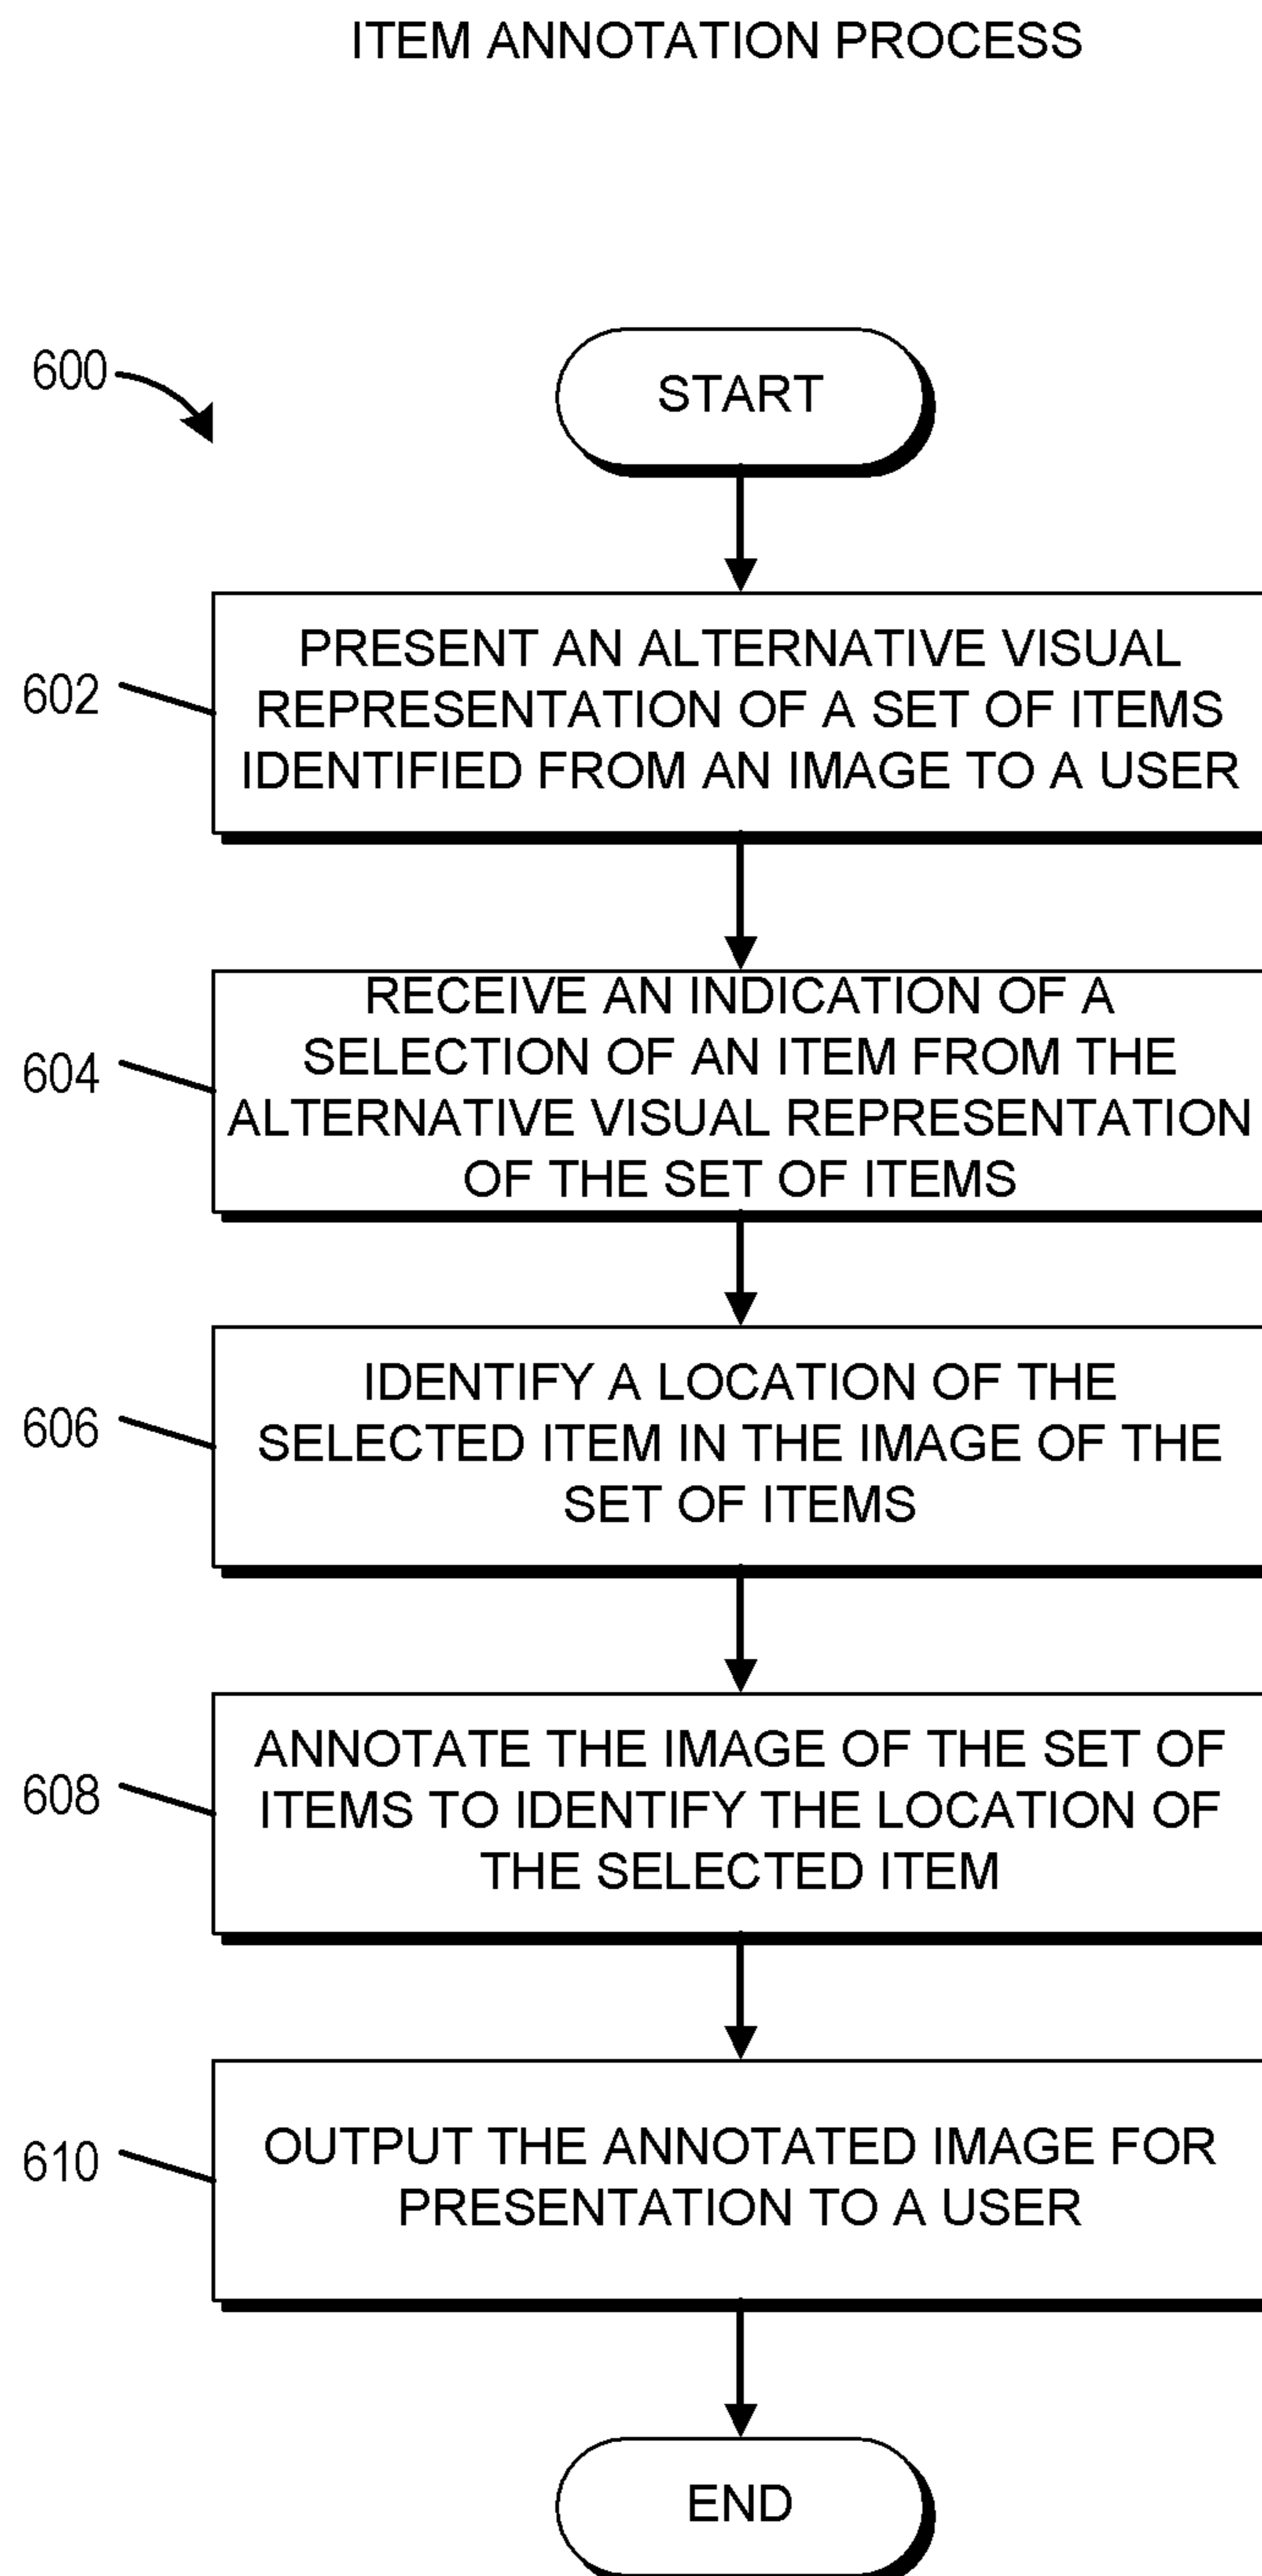 ITEM ANNOTATION PROCESS
600
START
602
PRESENT AN ALTERNATIVE VISUAL
REPRESENTATION OF A SET OF ITEMS
IDENTIFIED FROM AN IMAGE TO A USER
604
RECEIVE AN INDICATION OF A
SELECTION OF AN ITEM FROM THE
ALTERNATIVE VISUAL REPRESENTATION
OF THE SET OF ITEMS
606
IDENTIFY A LOCATION OF THE
SELECTED ITEM IN THE IMAGE OF THE
SET OF ITEMS
608
ANNOTATE THE IMAGE OF THE SET OF
ITEMS TO IDENTIFY THE LOCATION OF
THE SELECTED ITEM
610
OUTPUT THE ANNOTATED IMAGE FOR
PRESENTATION TO A USER
END